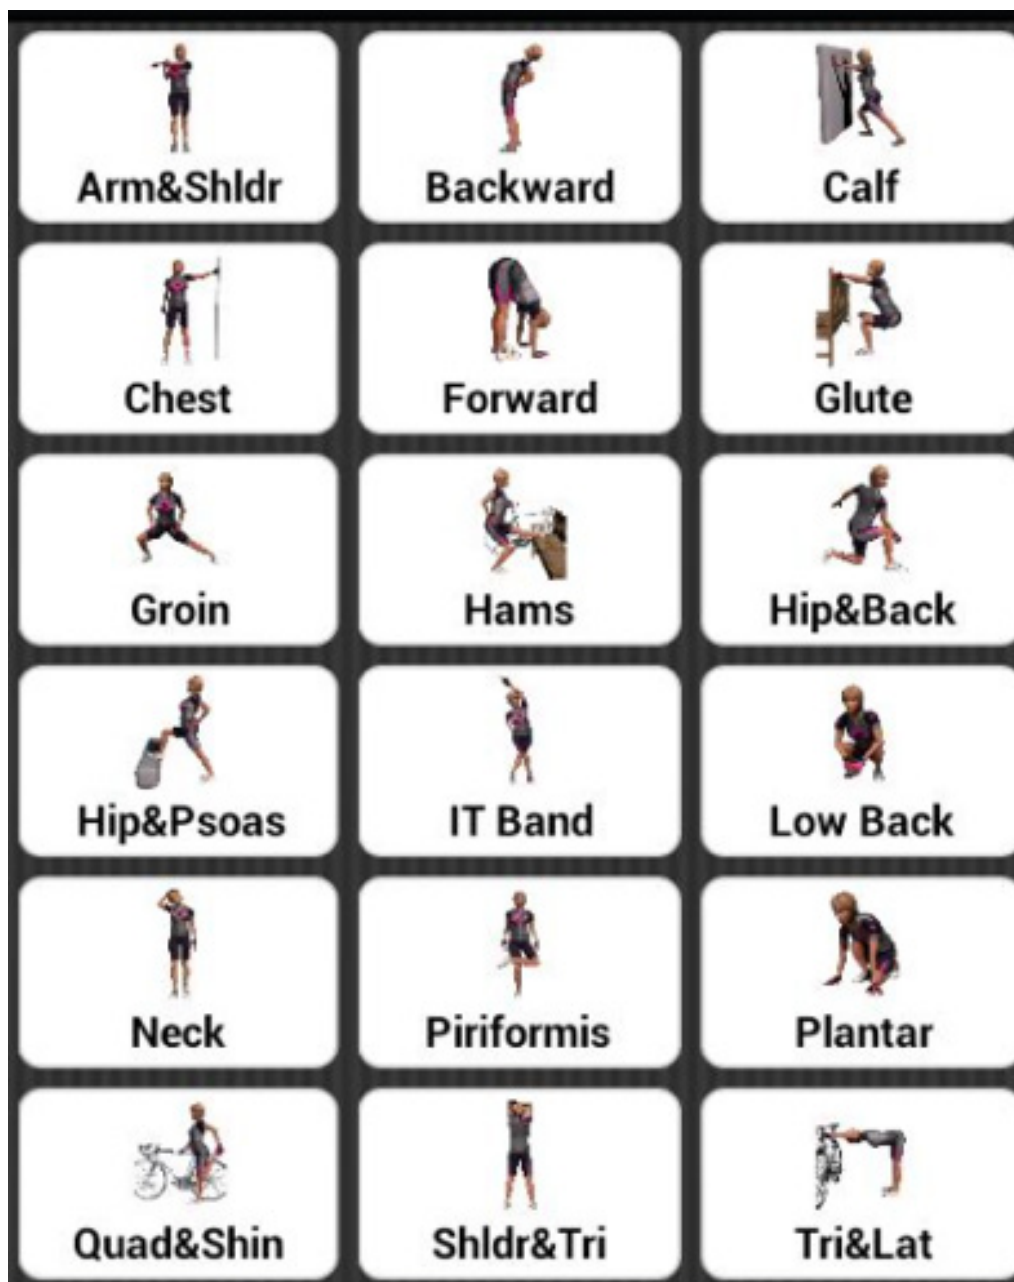 Arm&Shldr
Backward
Calf
Chest
Forward
Glute
Groin
Hams
Hip&Back
Hip&Psoas
IT Band
Low Back
Neck
Piriformis
Plantar
Quad&Shin
Shldr&Tri
Tri&Lat